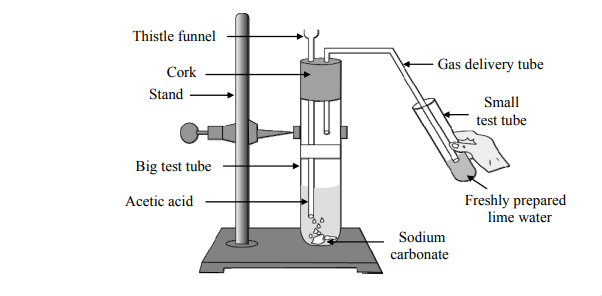 Thistle funnel
Cork
Stand
Big test tube
Acetic acid
Gas delivery tube
Small
test tube
Freshly prepared
lime water
Sodium
carbonate